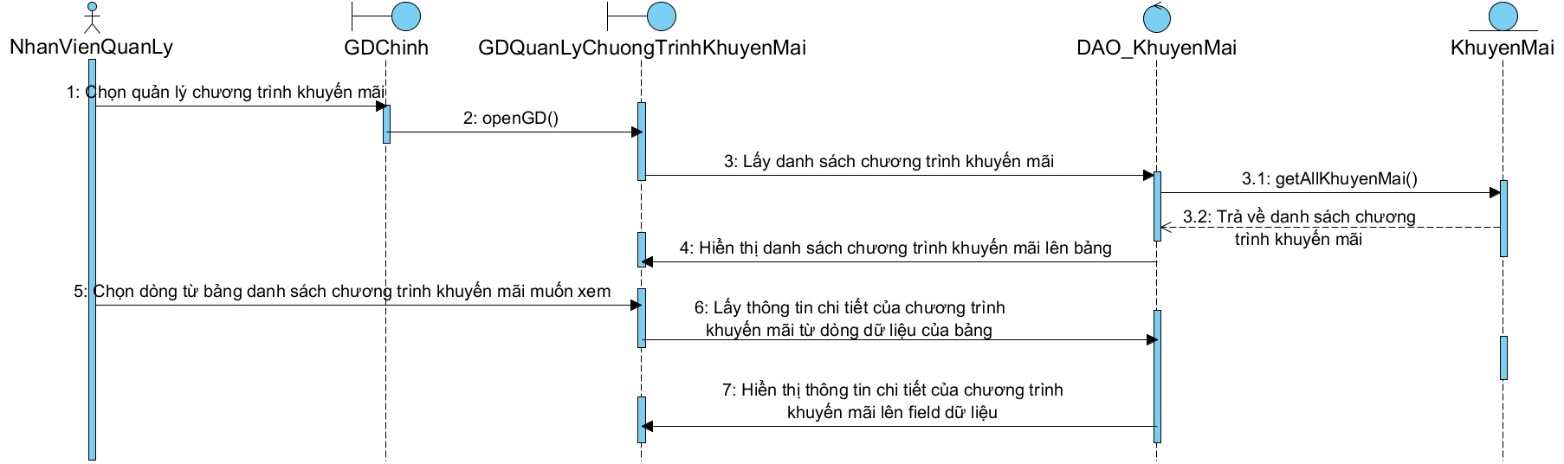 NhanVienQuanLy
GDChinh
GDQuanLyChuongTrinhKhuyenMai
DAO_KhuyenMai
KhuyenMai
1: Chọn quản lý chương trình khuyến mãi
2: openGD()
3: Lấy danh sách chương trình khuyến mãi
3.1: getAllKhuyenMai()
3.2: Trả về danh sách chương
trình khuyến mãi
4: Hiển thị danh sách chương trình khuyến mãi lên bảng
5: Chọn dòng từ bảng danh sách chương trình khuyến mãi muốn xem
6: Lấy thông tin chi tiết của chương trình
khuyến mãi từ dòng dữ liệu của bảng
7: Hiển thị thông tin chi tiết của chương trình
khuyến mãi lên field dữ liệu